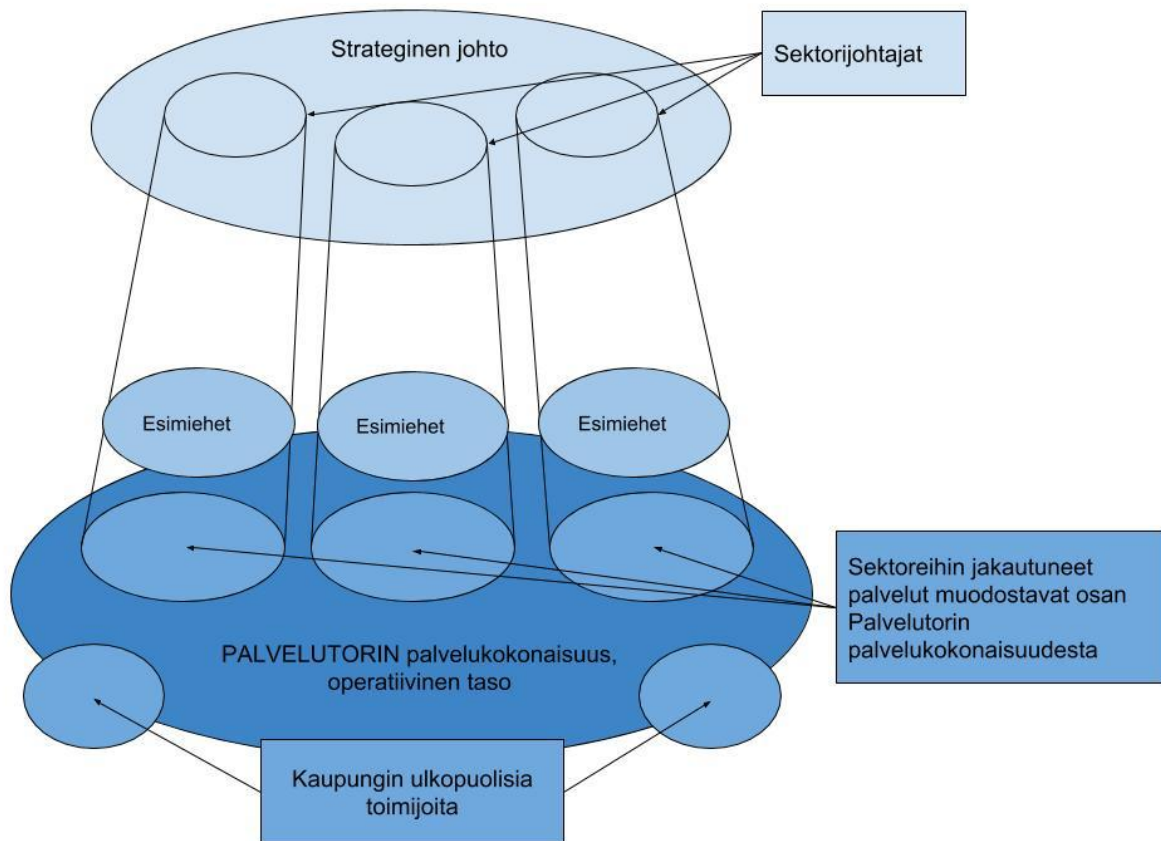 Strateginen johto
Sektorijohtajat
Esimiehet
Esimiehet
Esimiehet
Sektoreihin jakautuneet
palvelut muodostavat osan
Palvelutorin
palvelukokonaisuudesta
PALVELUTORIN palvelukokonaisuus,
operatiivinen taso
Kaupungin ulkopuolisia
toimijoita